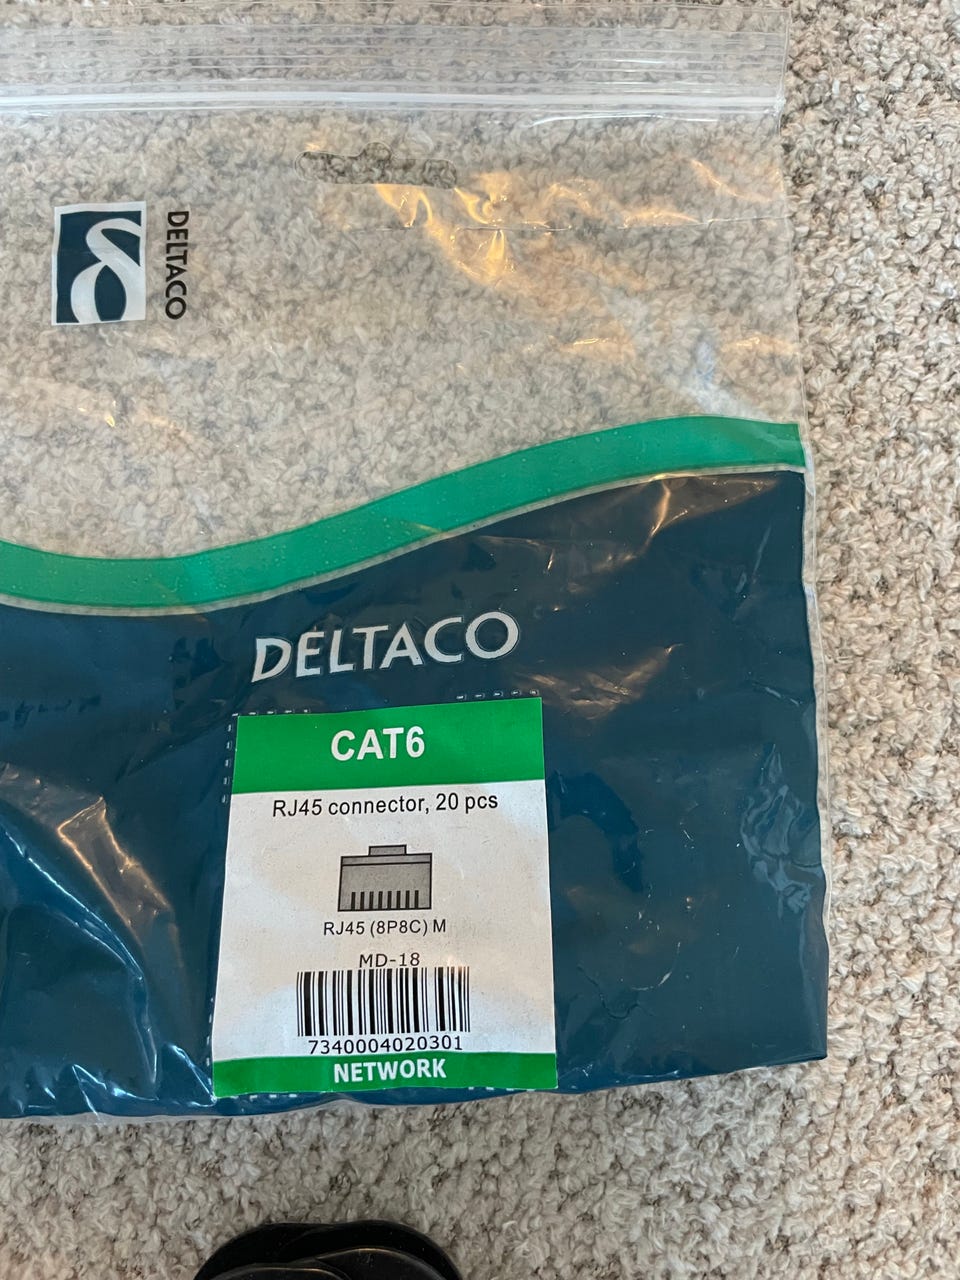 DELTACO
DELTACO
CAT6
RJ45 connector, 20 pcs
RJ45 (8P8C) M
MD-18
7340004020301
NETWORK